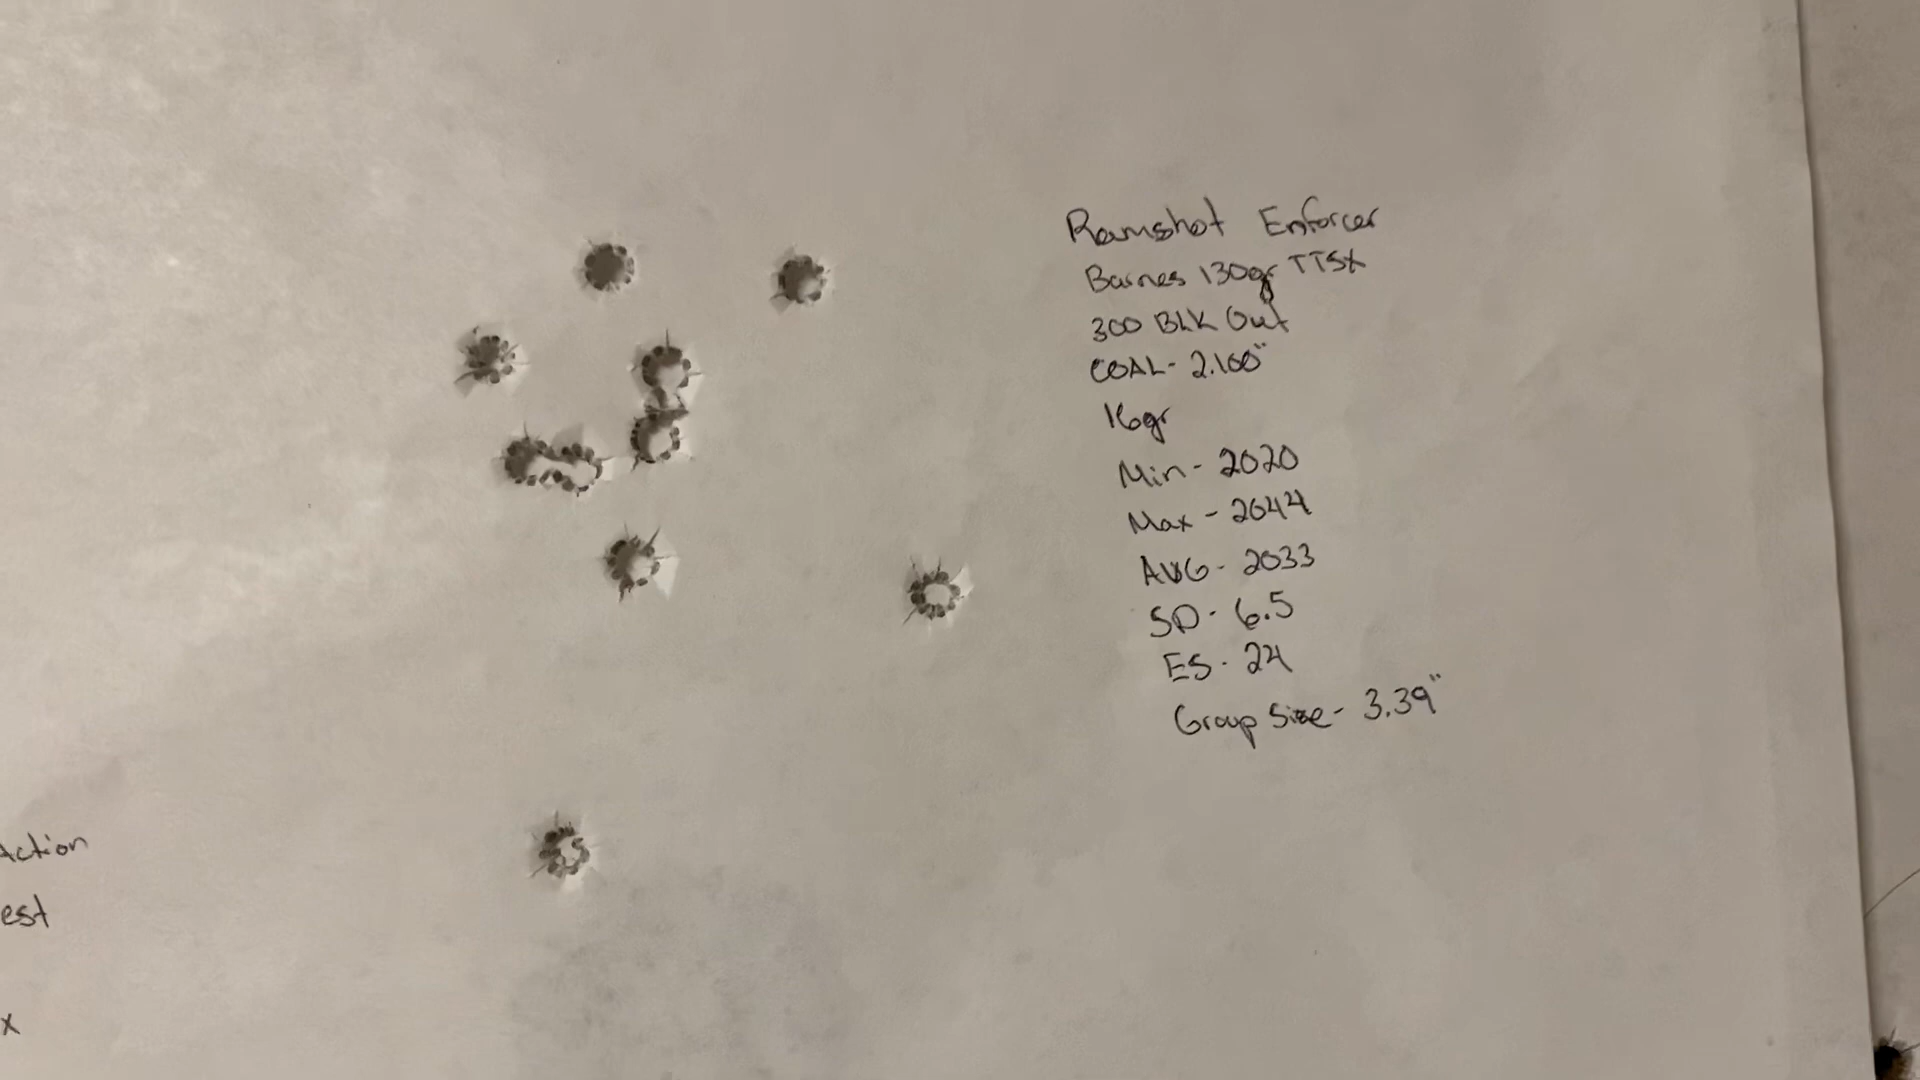 Ramshot Enforcer
Barnes 130gr TTSX
300 BLK Out
COAL- 2.100"
16gr
Min- 2020
Max - 2044
AVG- 2033
SD- 6.5
ES- 24
Group Size- 3.39"
Action
est
x